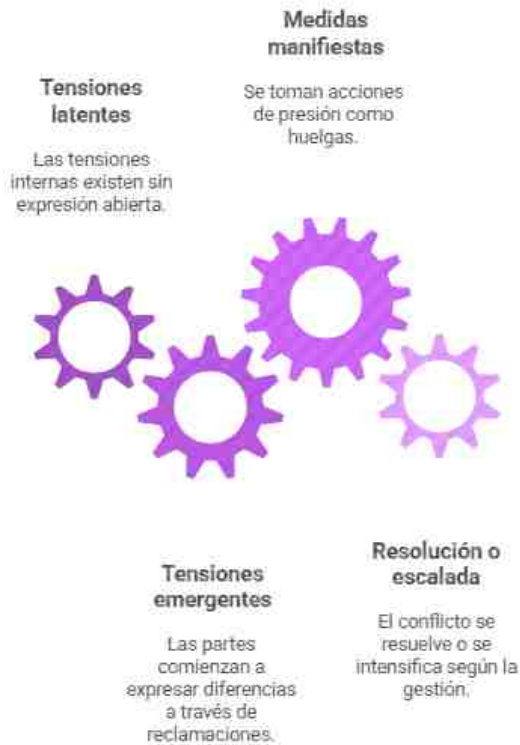 Tensiones
latentes
Las tensiones
internas existen sin
expresión abierta.
Tensiones
emergentes
Las partes
comienzan a
expresar diferencias
a través de
reclamaciones.
Medidas
manifiestas
Se toman acciones
de presión como
huelgas.
Resolución o
escalada
El conflicto se
resuelve o se
intensifica según la
gestión.